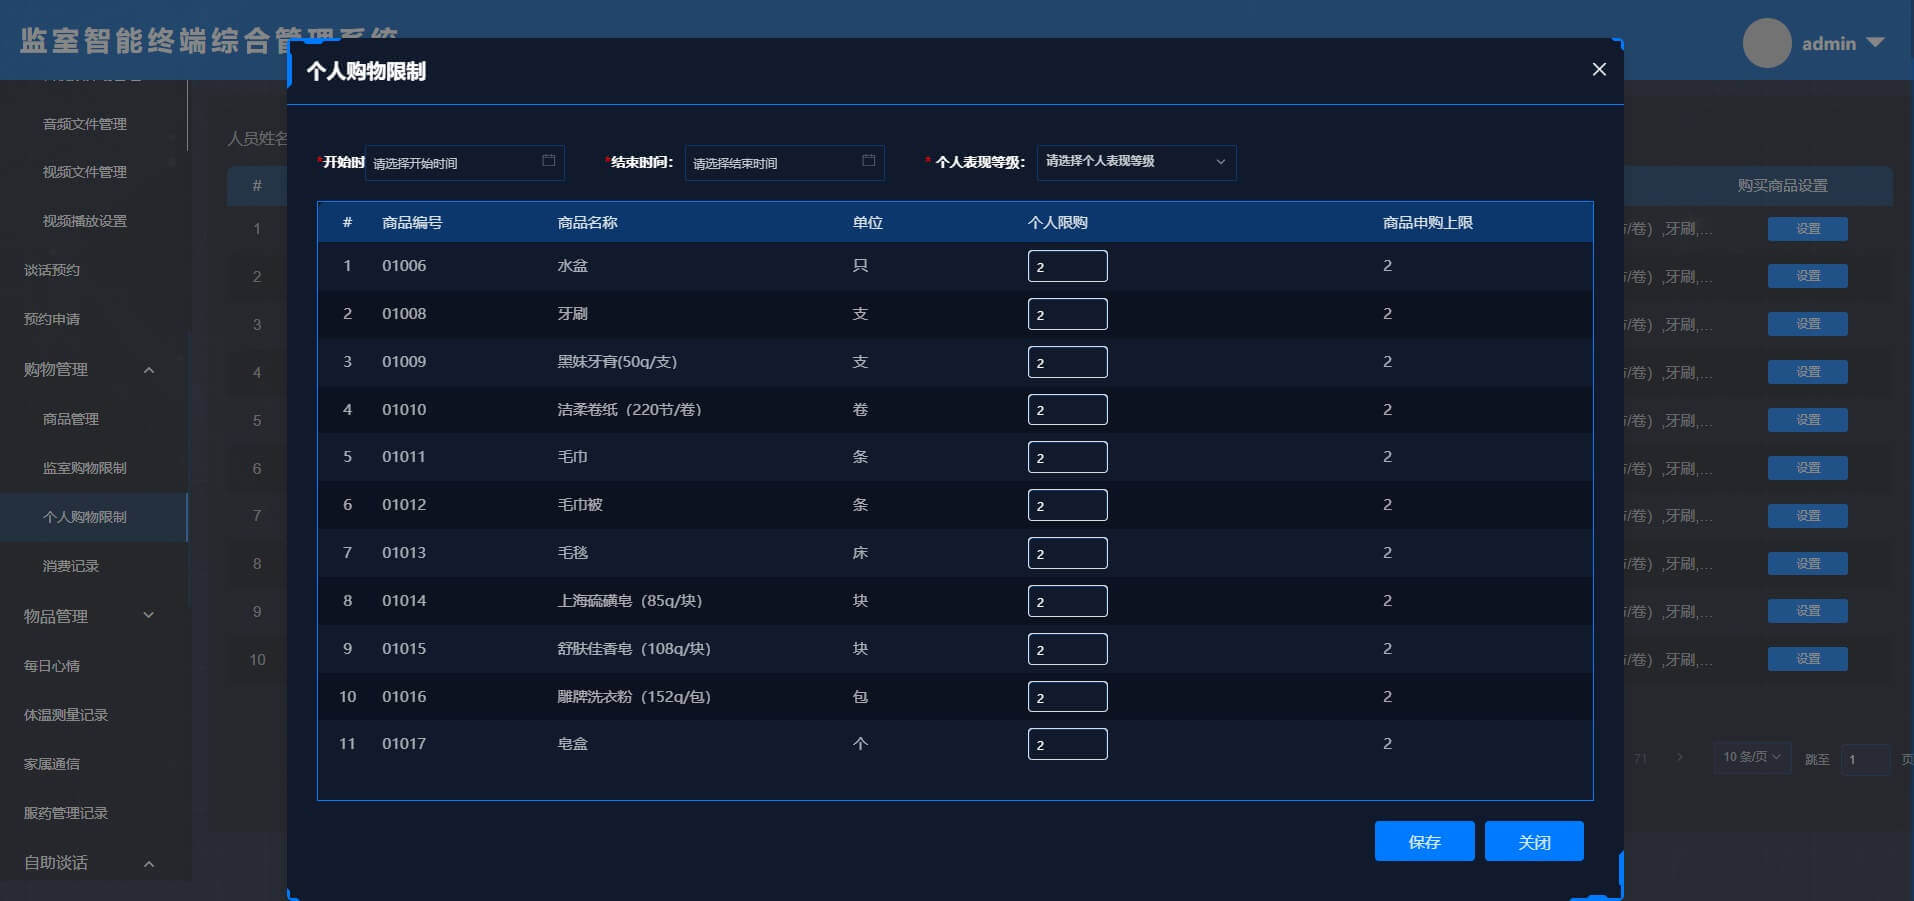 监室智能终端综合管理系统
admin
个人购物限制
音频文件管理
视频文件管理
视频播放设置
谈话预约
预约申请
购物管理
商品管理
监室购物限制
个人购物限制
消费记录
物品管理
每日心情
体温测量记录
家属通信
服药管理记录
自助谈话
人员姓名
*开始时 请选择开始时间 *结束时间： 请选择结束时间 * 个人表现等级： 请选择个人表现等级
# 购买商品设置
1 /卷）,牙刷,... 设置
2 /卷）,牙刷,... 设置
3 /卷）,牙刷,... 设置
4 /卷）,牙刷,... 设置
5 /卷）,牙刷,... 设置
6 /卷）,牙刷,... 设置
7 /卷）,牙刷,... 设置
8 /卷）,牙刷,... 设置
9 /卷）,牙刷,... 设置
10 /卷）,牙刷,... 设置
# 商品编号 商品名称 单位 个人限购 商品申购上限
1 01006 水盆 只 2 2
2 01008 牙刷 支 2 2
3 01009 黑妹牙膏(50g/支) 支 2 2
4 01010 洁柔卷纸（220节/卷） 卷 2 2
5 01011 毛巾 条 2 2
6 01012 毛巾被 条 2 2
7 01013 毛毯 床 2 2
8 01014 上海硫磺皂（85g/块） 块 2 2
9 01015 舒肤佳香皂（108g/块） 块 2 2
10 01016 雕牌洗衣粉（152g/包） 包 2 2
11 01017 皂盒 个 2 2
71 10 条/页 跳至 1 页
保存 关闭